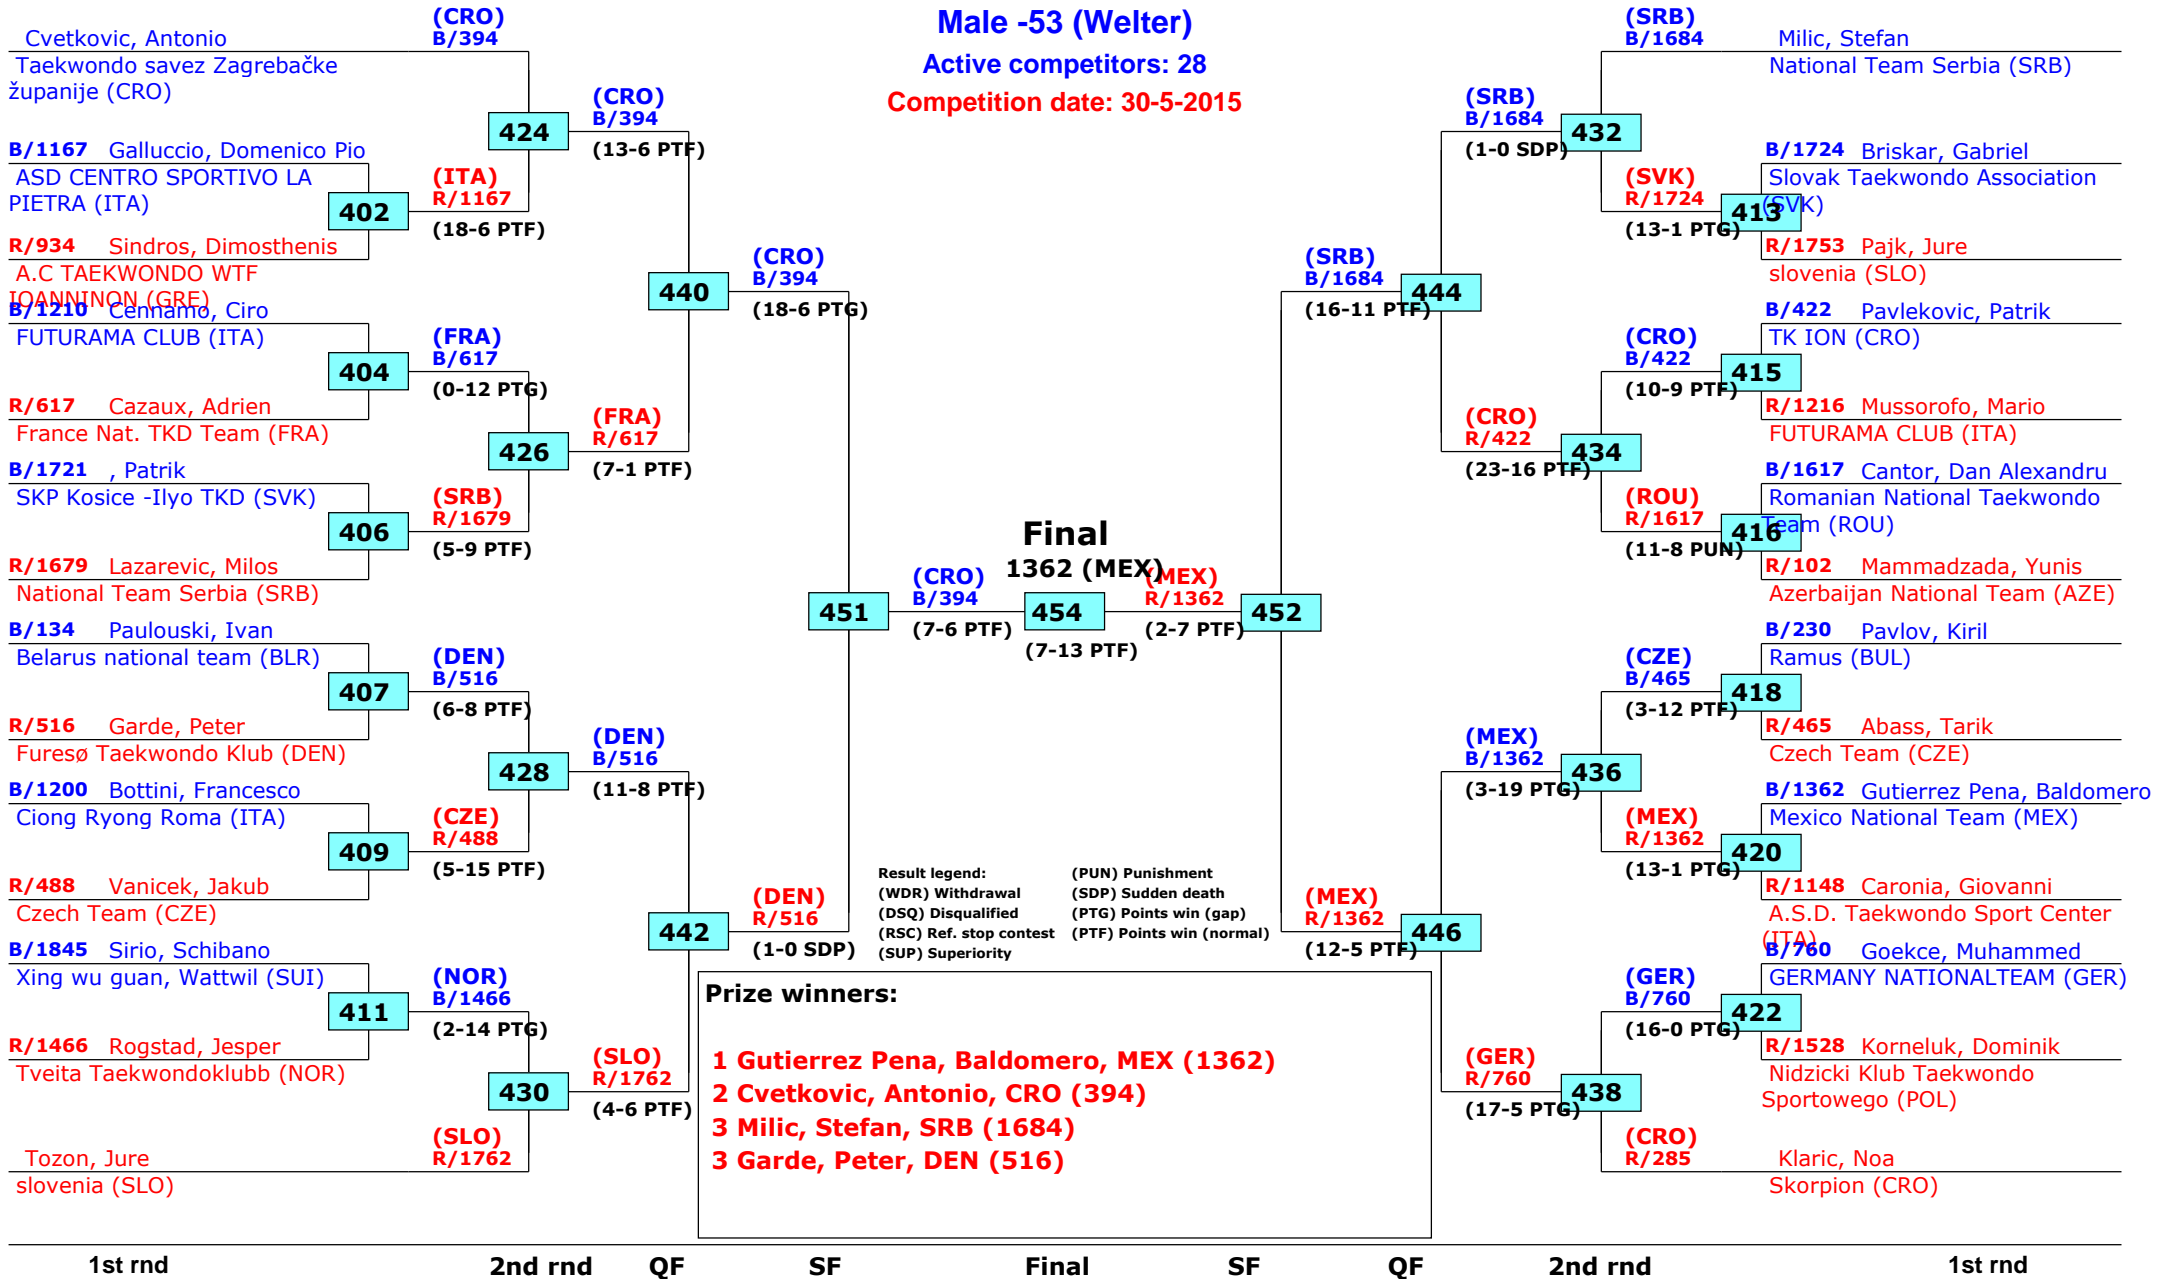 Male -53 (Welter)
Active competitors: 28
Competition date: 30-5-2015
Cvetkovic, Antonio
Taekwondo savez Zagrebačke
županije (CRO)
B/1167 Galluccio, Domenico Pio
ASD CENTRO SPORTIVO LA
PIETRA (ITA)
R/934 Sindros, Dimosthenis
A.C TAEKWONDO WTF
IOANNINON (GRE)
B/1210 Cennamo, Ciro
FUTURAMA CLUB (ITA)
R/617 Cazaux, Adrien
France Nat. TKD Team (FRA)
B/1721 , Patrik
SKP Kosice -Ilyo TKD (SVK)
R/1679 Lazarevic, Milos
National Team Serbia (SRB)
B/134 Paulouski, Ivan
Belarus national team (BLR)
R/516 Garde, Peter
Furesø Taekwondo Klub (DEN)
B/1200 Bottini, Francesco
Ciong Ryong Roma (ITA)
R/488 Vanicek, Jakub
Czech Team (CZE)
B/1845 Sirio, Schibano
Xing wu guan, Wattwil (SUI)
R/1466 Rogstad, Jesper
Tveita Taekwondoklubb (NOR)
Tozon, Jure
slovenia (SLO)
402
404
406
407
409
411
(CRO)
B/394
(ITA)
R/1167
(18-6 PTF)
(FRA)
B/617
(0-12 PTG)
(SRB)
R/1679
(5-9 PTF)
(DEN)
B/516
(6-8 PTF)
(CZE)
R/488
(5-15 PTF)
(NOR)
B/1466
(2-14 PTG)
(SLO)
R/1762
424
426
428
430
(CRO)
B/394
(13-6 PTF)
(FRA)
R/617
(7-1 PTF)
(DEN)
B/516
(11-8 PTF)
(SLO)
R/1762
(4-6 PTF)
440
442
(CRO)
B/394
(18-6 PTG)
(DEN)
R/516
(1-0 SDP)
451
(CRO)
B/394
(7-6 PTF)
Final
1362 (MEX)
454
(7-13 PTF)
(MEX)
R/1362
(2-7 PTF)
452
(SRB)
B/1684
(16-11 PTF)
(MEX)
R/1362
(12-5 PTF)
444
446
(SRB)
B/1684
(1-0 SDP)
(CRO)
R/422
(23-16 PTF)
(MEX)
B/1362
(3-19 PTG)
(GER)
R/760
(17-5 PTG)
432
434
436
438
(SRB)
B/1684
(SVK)
R/1724
(13-1 PTG)
(CRO)
B/422
(10-9 PTF)
(ROU)
R/1617
(11-8 PUN)
(CZE)
B/465
(3-12 PTF)
(MEX)
R/1362
(13-1 PTG)
(GER)
B/760
(16-0 PTG)
(CRO)
R/285
413
415
416
418
420
422
Milic, Stefan
National Team Serbia (SRB)
B/1724 Briskar, Gabriel
Slovak Taekwondo Association
(SVK)
R/1753 Pajk, Jure
slovenia (SLO)
B/422 Pavlekovic, Patrik
TK ION (CRO)
R/1216 Mussorofo, Mario
FUTURAMA CLUB (ITA)
B/1617 Cantor, Dan Alexandru
Romanian National Taekwondo
Team (ROU)
R/102 Mammadzada, Yunis
Azerbaijan National Team (AZE)
B/230 Pavlov, Kiril
Ramus (BUL)
R/465 Abass, Tarik
Czech Team (CZE)
B/1362 Gutierrez Pena, Baldomero
Mexico National Team (MEX)
R/1148 Caronia, Giovanni
A.S.D. Taekwondo Sport Center
(ITA)
B/760 Goekce, Muhammed
GERMANY NATIONALTEAM (GER)
R/1528 Korneluk, Dominik
Nidzicki Klub Taekwondo
Sportowego (POL)
Klaric, Noa
Skorpion (CRO)
Result legend:
(WDR) Withdrawal
(DSQ) Disqualified
(RSC) Ref. stop contest
(SUP) Superiority
(PUN) Punishment
(SDP) Sudden death
(PTG) Points win (gap)
(PTF) Points win (normal)
Prize winners:
1 Gutierrez Pena, Baldomero, MEX (1362)
2 Cvetkovic, Antonio, CRO (394)
3 Milic, Stefan, SRB (1684)
3 Garde, Peter, DEN (516)
1st rnd 2nd rnd QF SF Final SF QF 2nd rnd 1st rnd